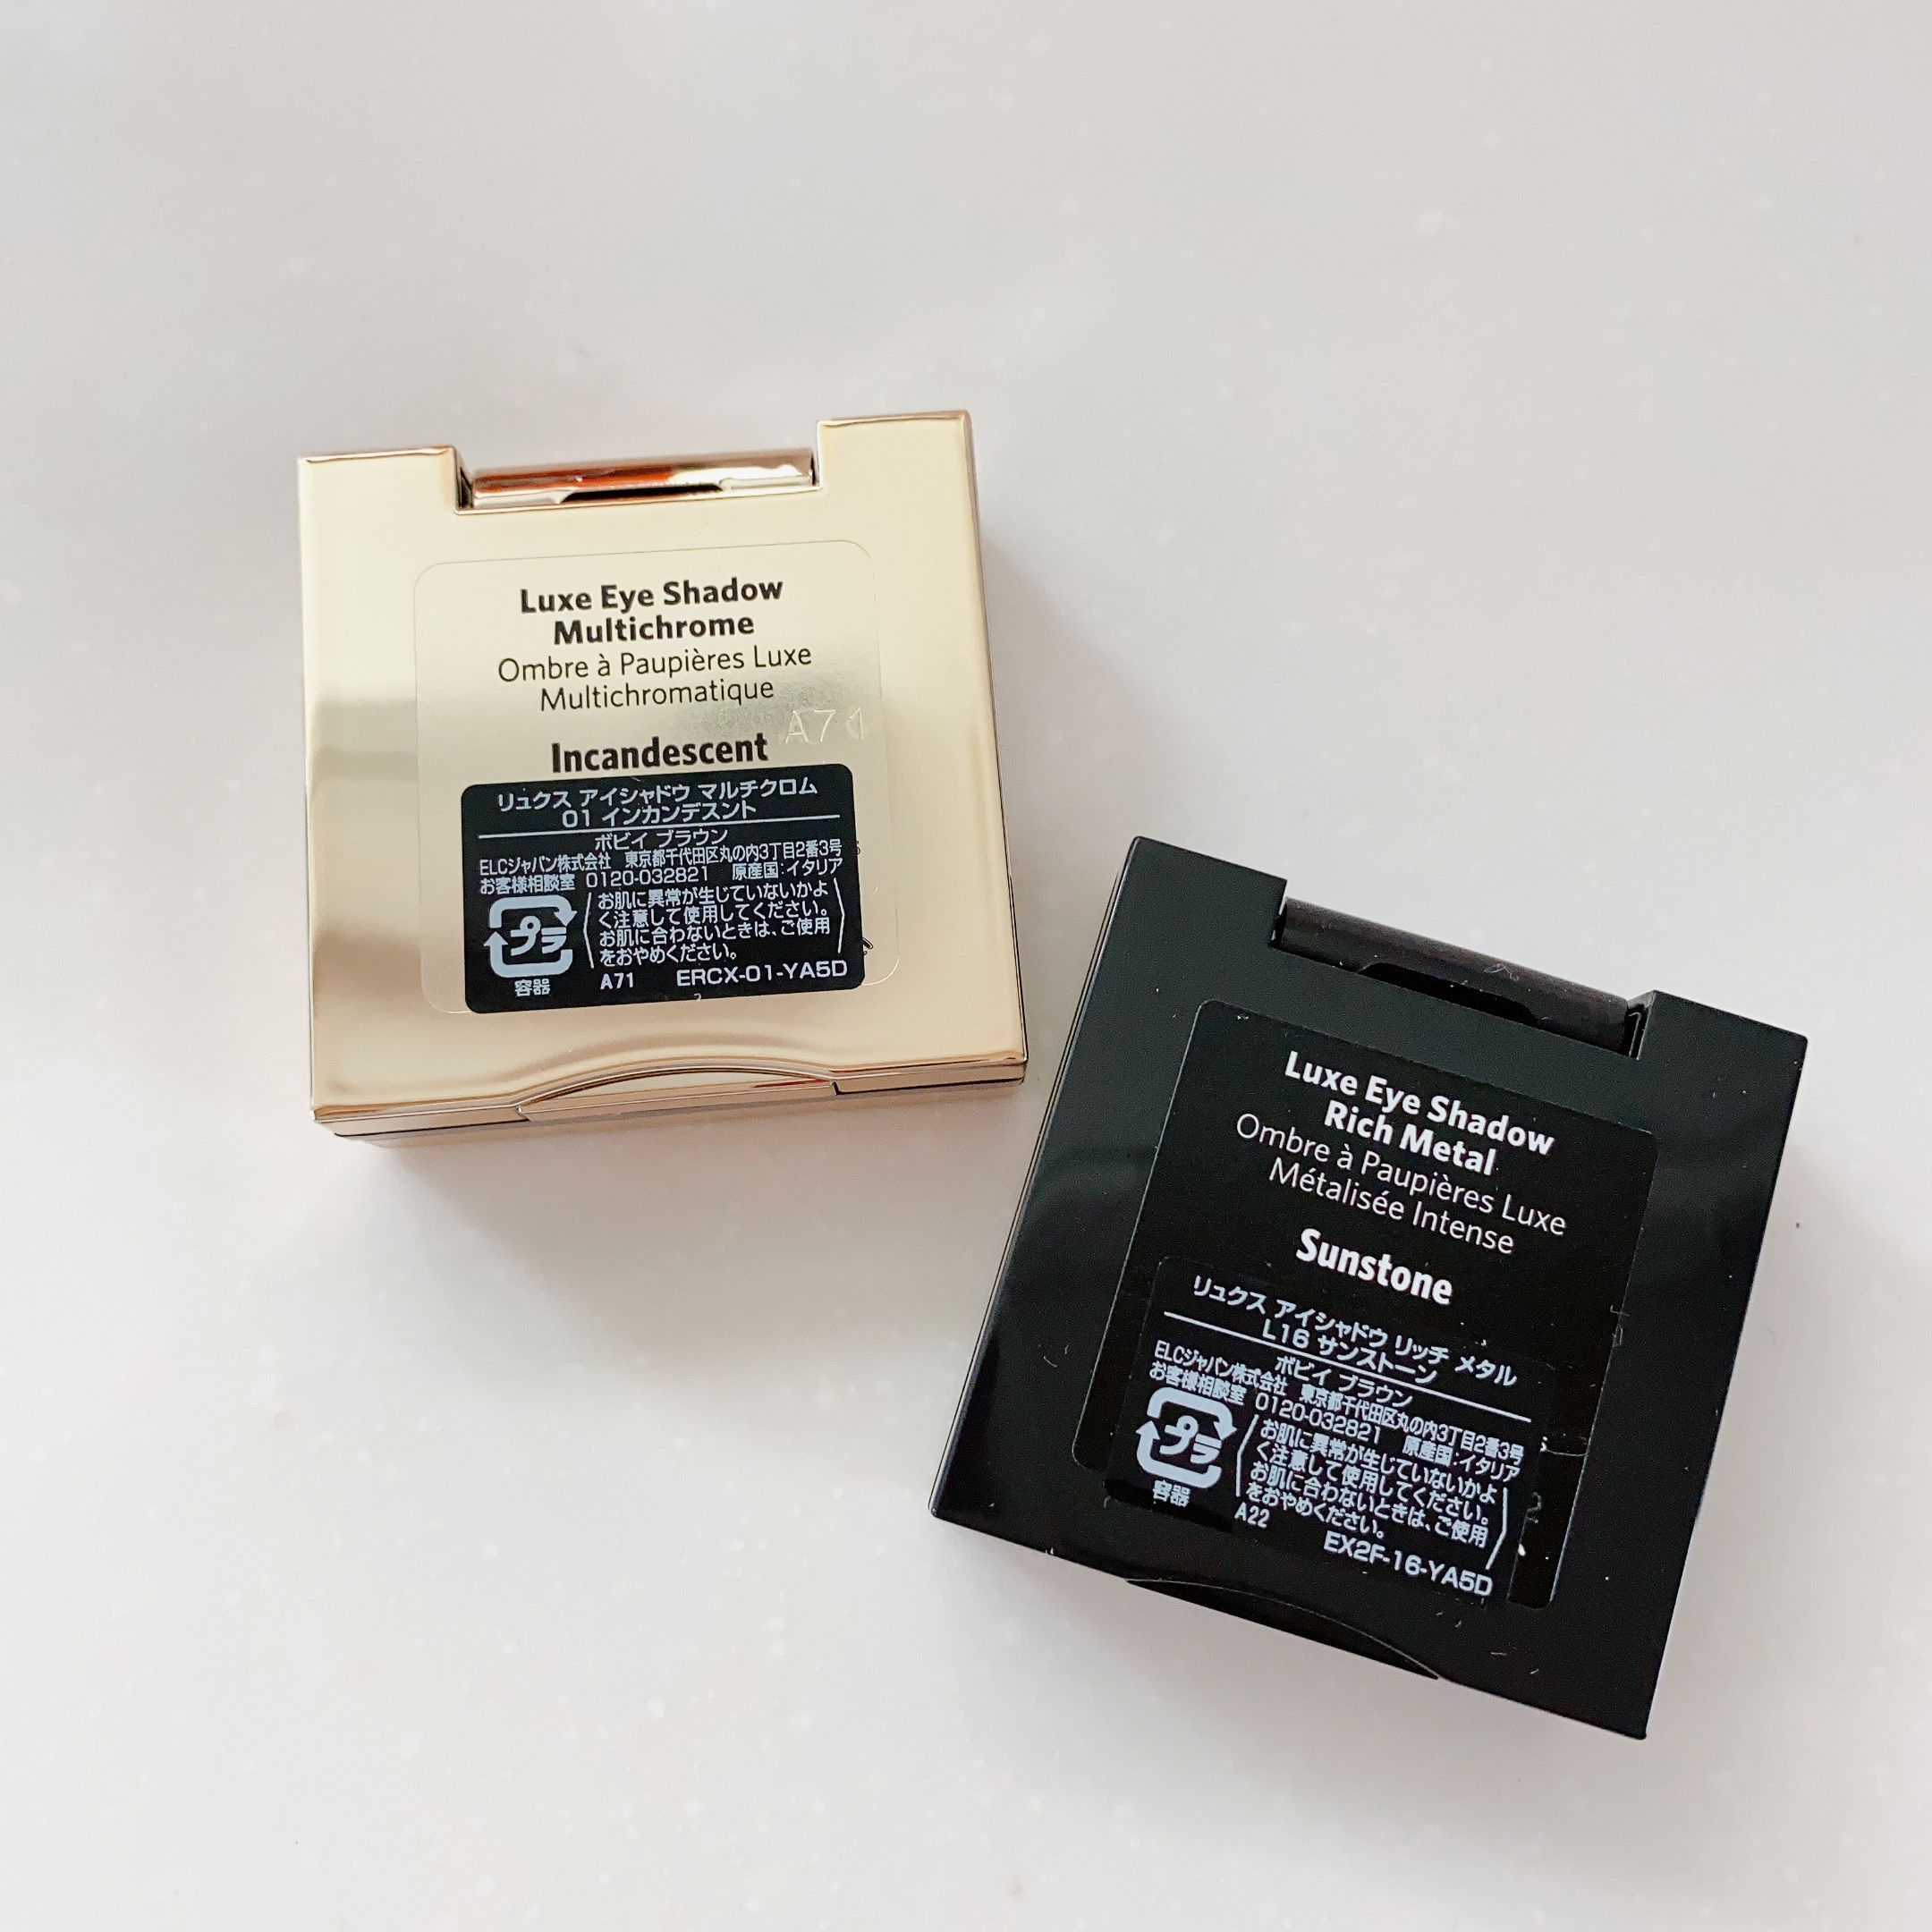 Luxe Eye Shadow
Multichrome
Ombre à Paupières Luxe
Multichromatique
A71
Incandescent
リュクス アイシャドウ マルチクロム
01 インカンデスント
ボビイ ブラウン
ELCジャパン株式会社 東京都千代田区丸の内3丁目2番3号
お客様相談室 0120-032821 原産国:イタリア
プラ
容器
お肌に異常が生じていないかよ
く注意して使用してください。
お肌に合わないときは、ご使用
をおやめください。
A71 ERCX-01-YA5D
Luxe Eye Shadow
Rich Metal
Ombre à Paupières Luxe
Métalisée Intense
Sunstone
リュクス アイシャドウ リッチ メタル
L16 サンストーン
ボビイ ブラウン
ELCジャパン株式会社 東京都千代田区丸の内3丁目2番3号
お客様相談室 0120-032821 原産国:イタリア
プラ
容器
お肌に異常が生じていないかよ
く注意して使用してください。
お肌に合わないときは、ご使用
をおやめください。
A22 EX2F-16-YA5D